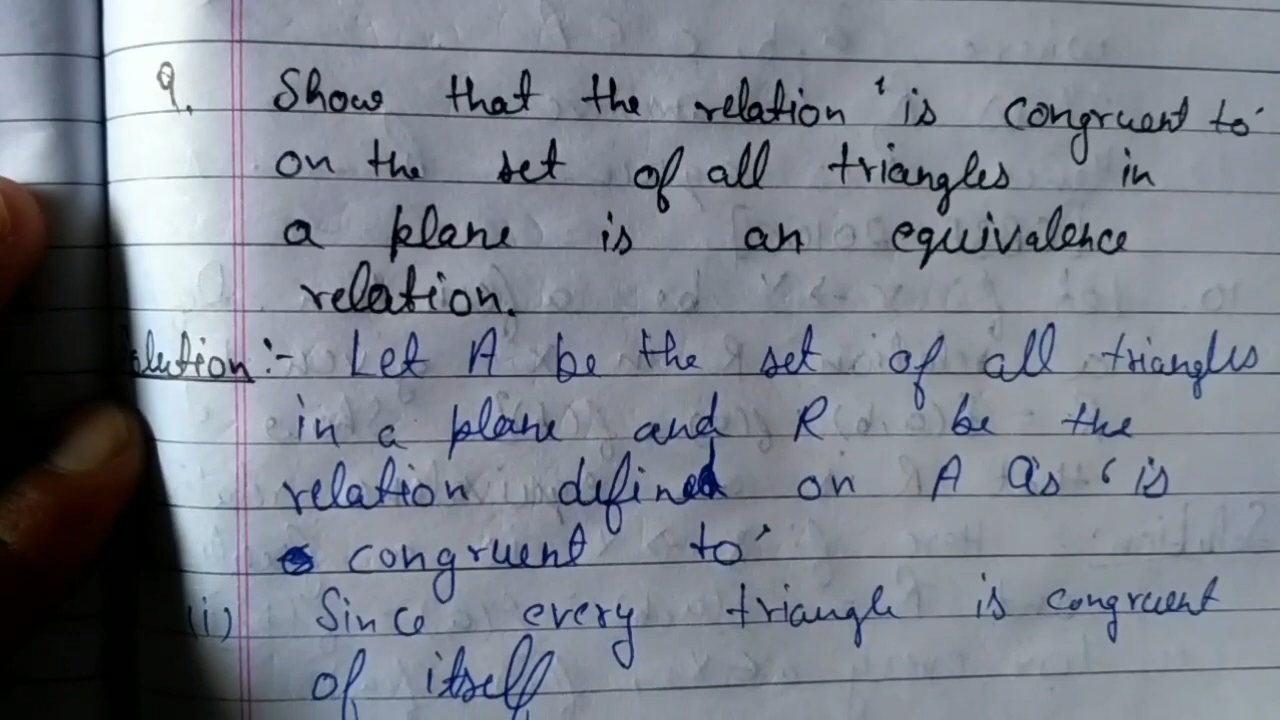 Q. Show that the relation ‘is congruent to’
on the set of all triangles in
a plane is an equivalence
relation.
lution :- Let A be the set of all triangles
in a plane and R be the
relation defined on A as ‘is
congruent to’
(i) Since every triangle is congruent
of itself